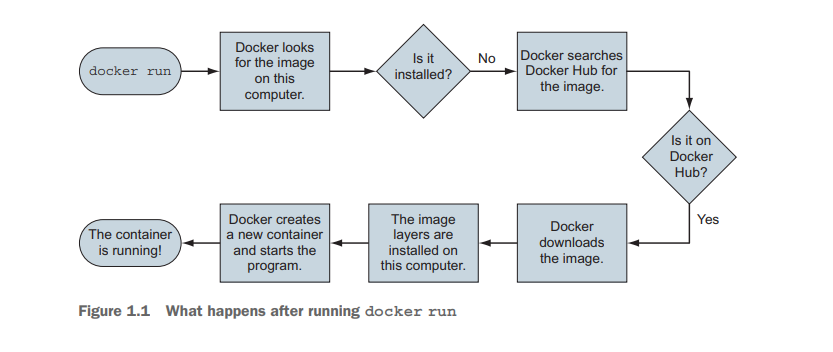 docker run
Docker looks
for the image
on this
computer.
Is it
installed?
No
Docker searches
Docker Hub for
the image.
Is it on
Docker
Hub?
Yes
Docker
downloads
the image.
The image
layers are
installed on
this computer.
Docker creates
a new container
and starts the
program.
The container
is running!
Figure 1.1 What happens after running docker run